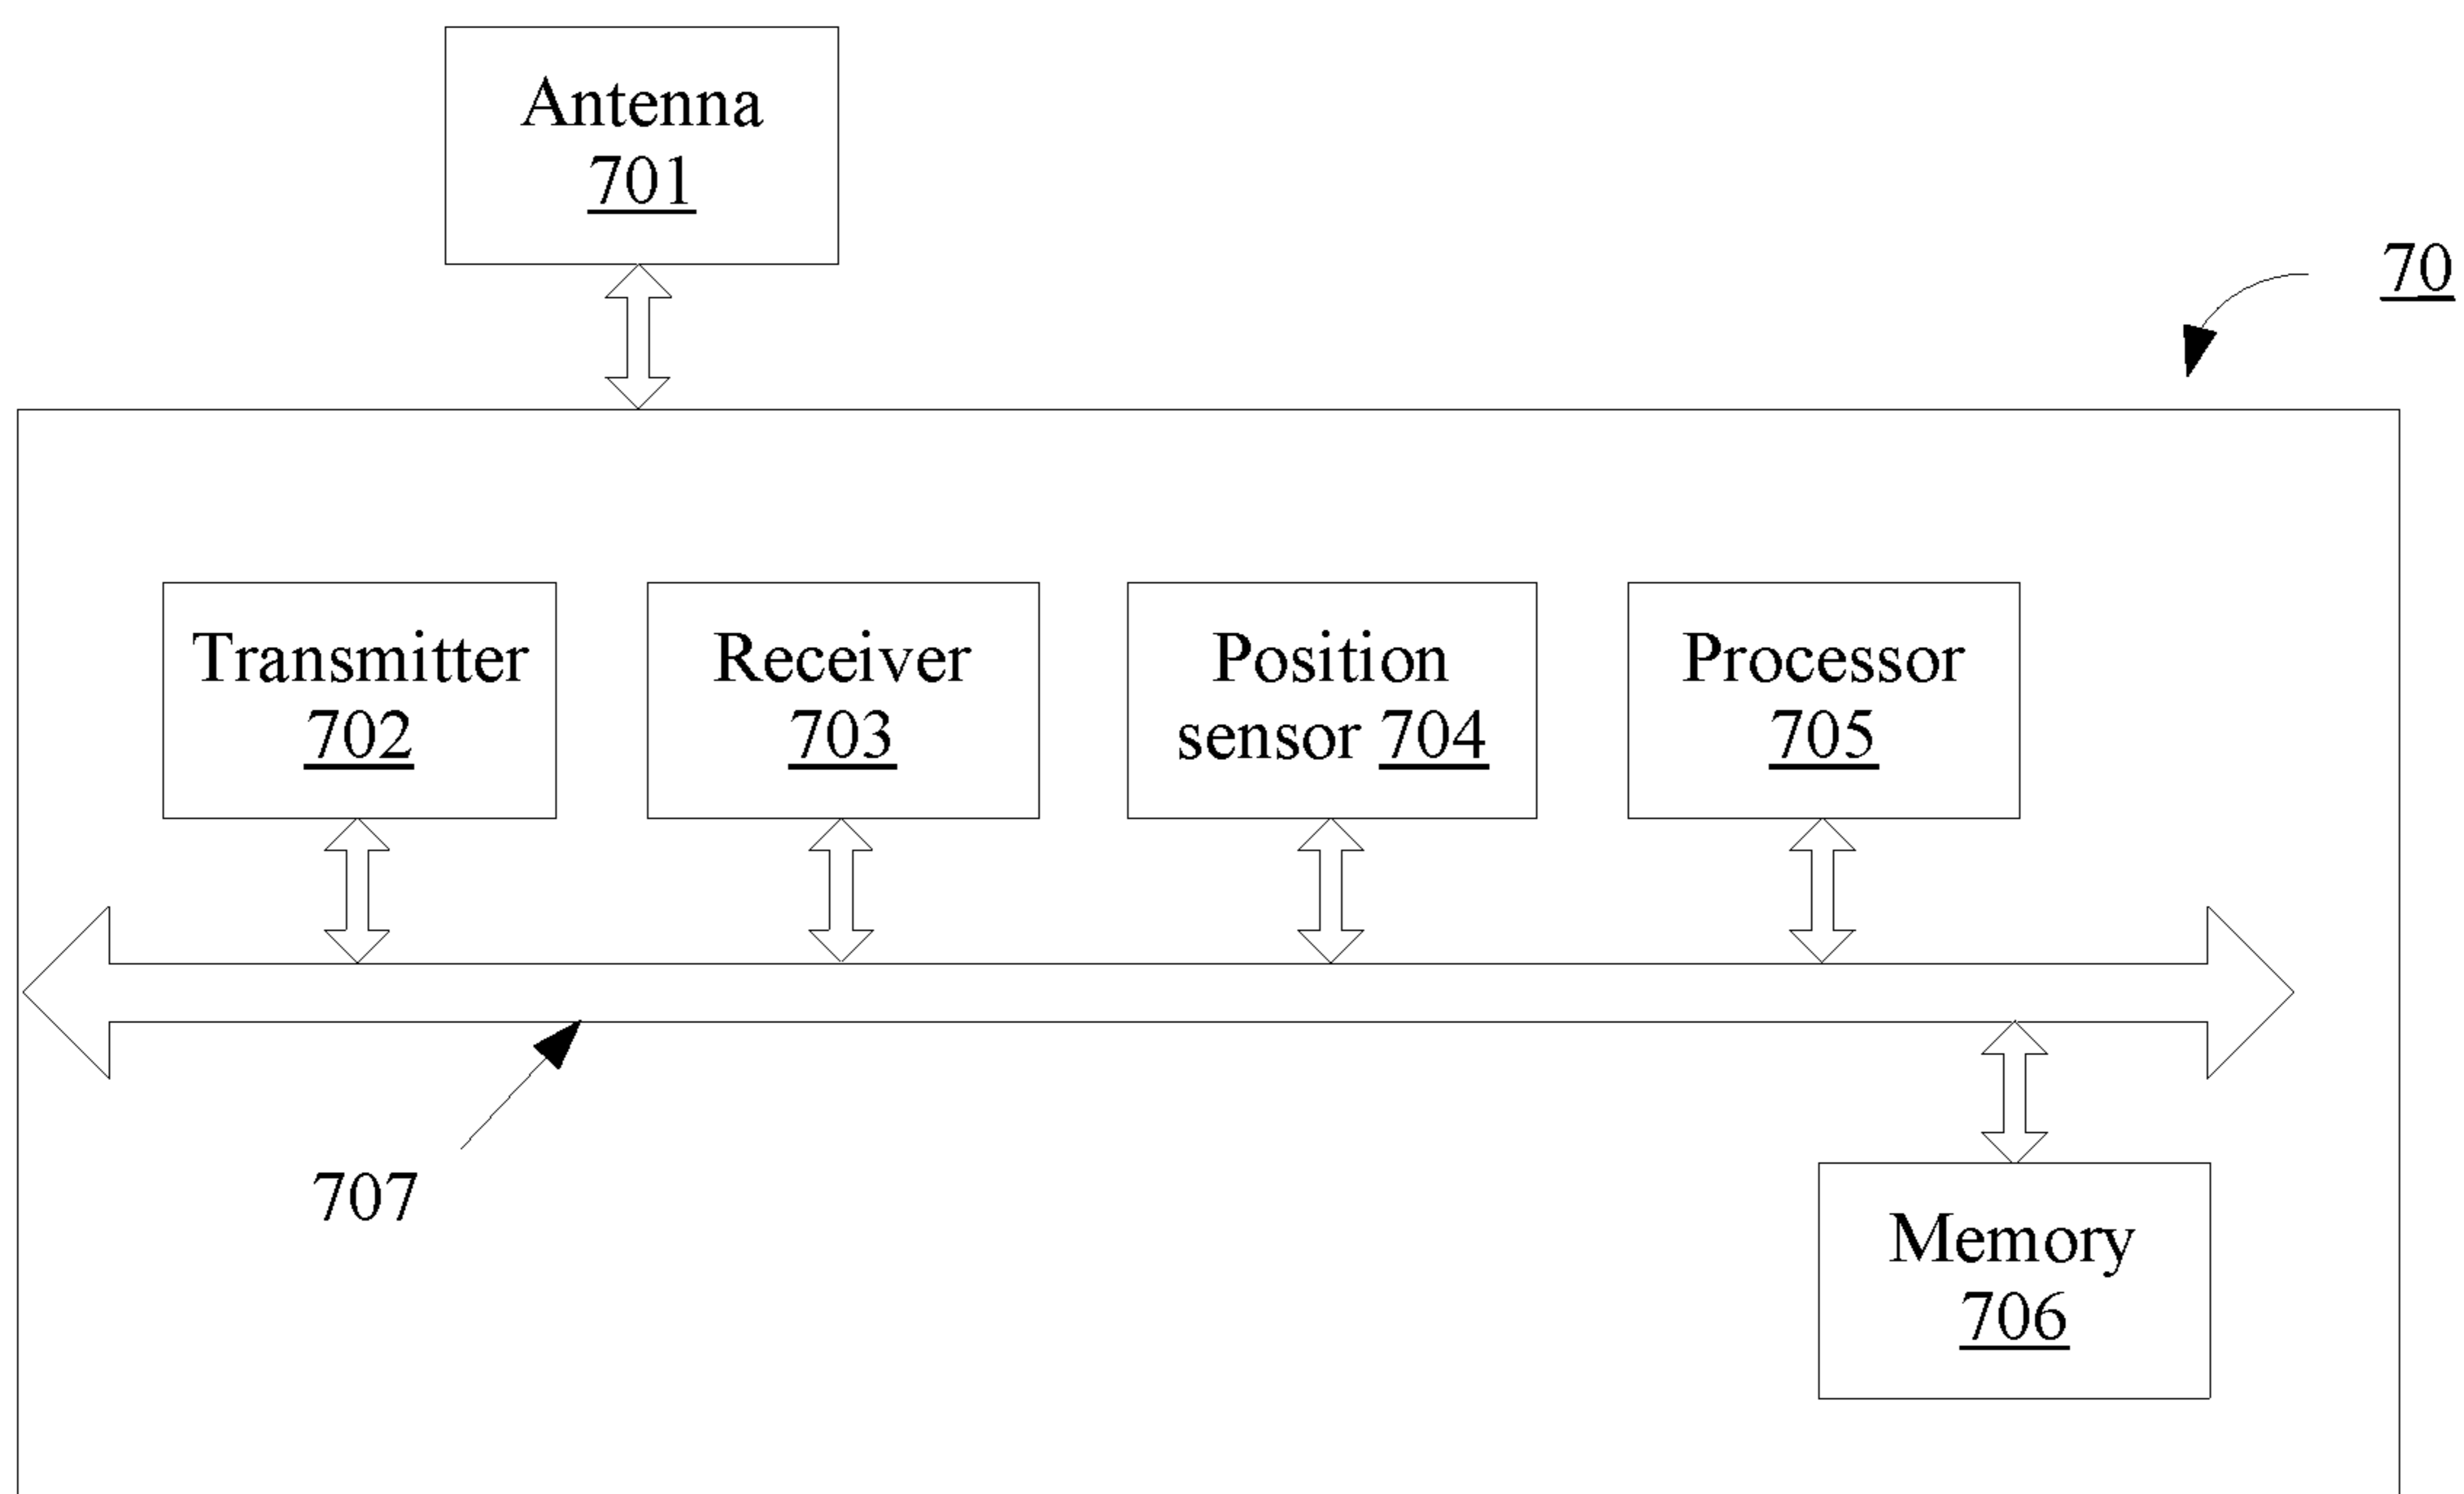 Antenna
701
70
Transmitter
702
Receiver
703
Position
sensor 704
Processor
705
707
Memory
706